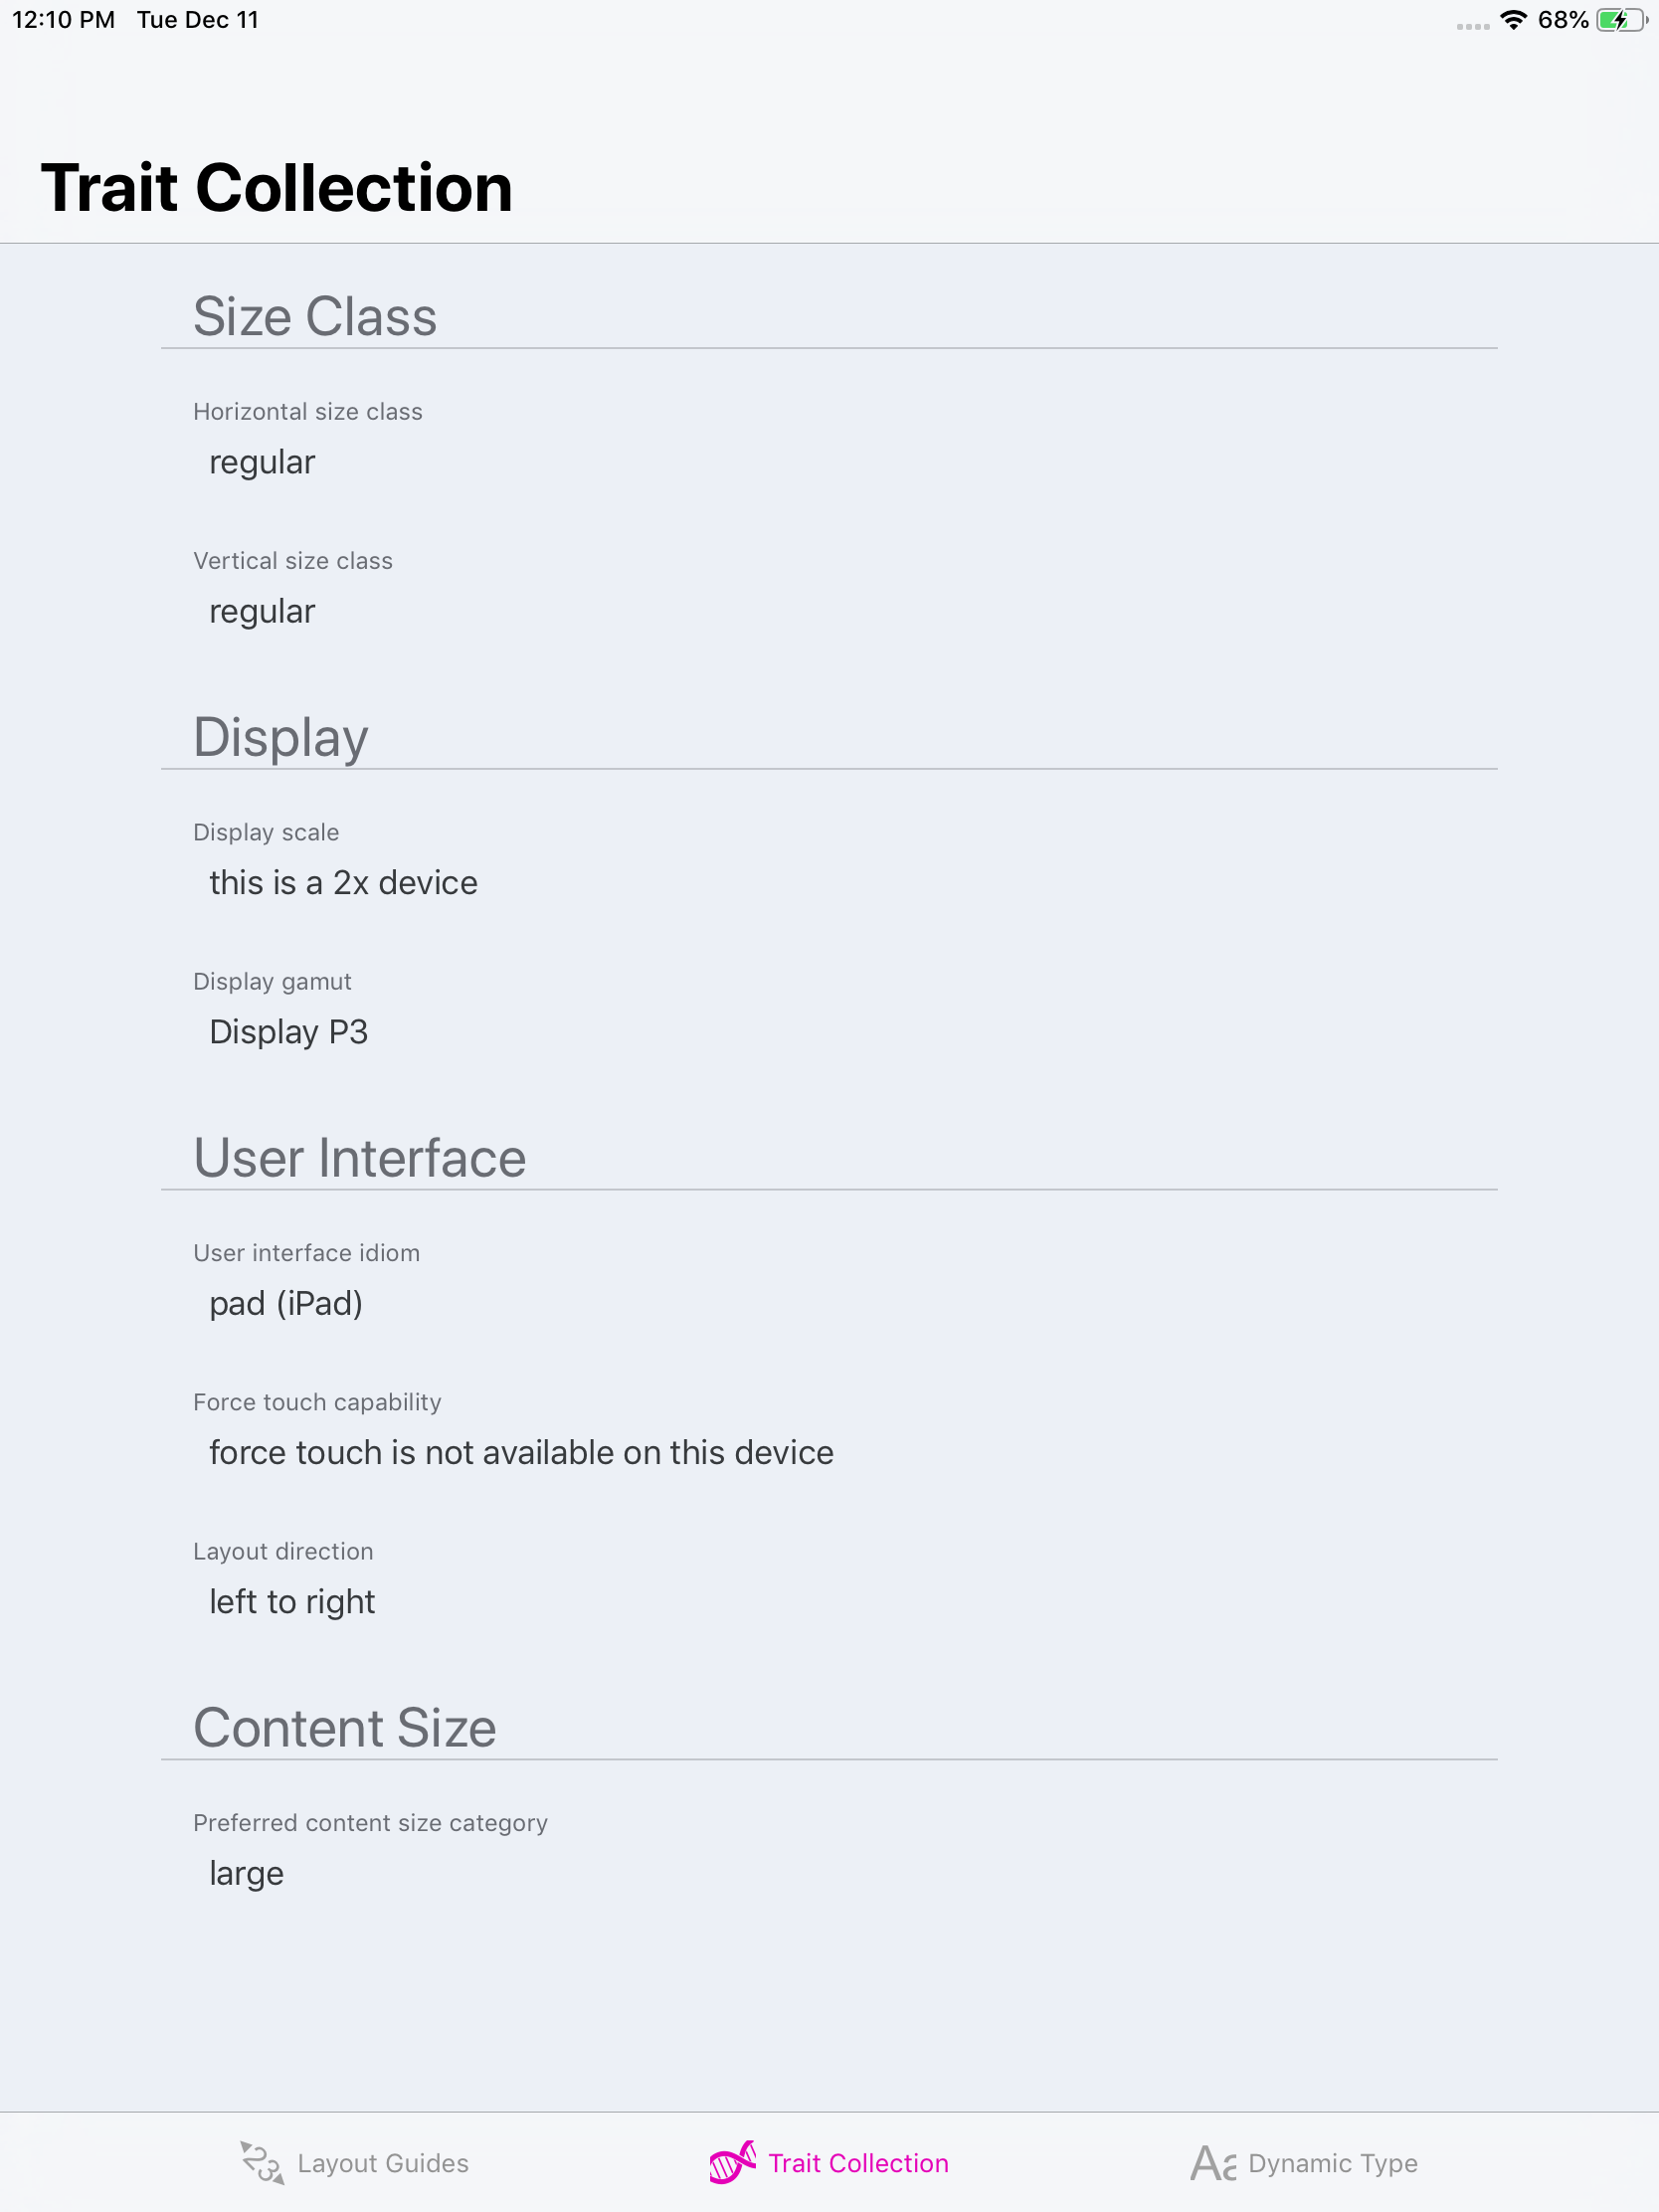 12:10 PM Tue Dec 11 68%
Trait Collection
Size Class
Horizontal size class
regular
Vertical size class
regular
Display
Display scale
this is a 2x device
Display gamut
Display P3
User Interface
User interface idiom
pad (iPad)
Force touch capability
force touch is not available on this device
Layout direction
left to right
Content Size
Preferred content size category
large
23 Layout Guides Trait Collection Aa Dynamic Type